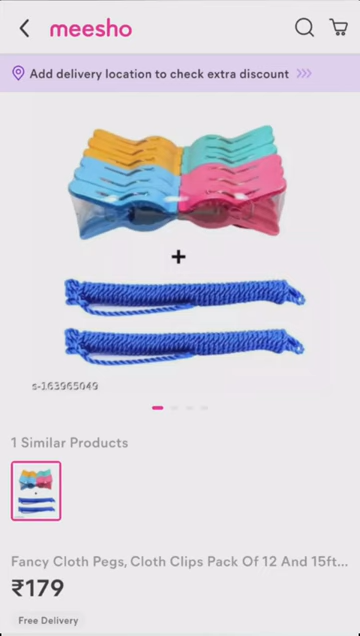 meesho
Add delivery location to check extra discount
+
s-163965049
1 Similar Products
Fancy Cloth Pegs, Cloth Clips Pack Of 12 And 15ft...
₹179
Free Delivery